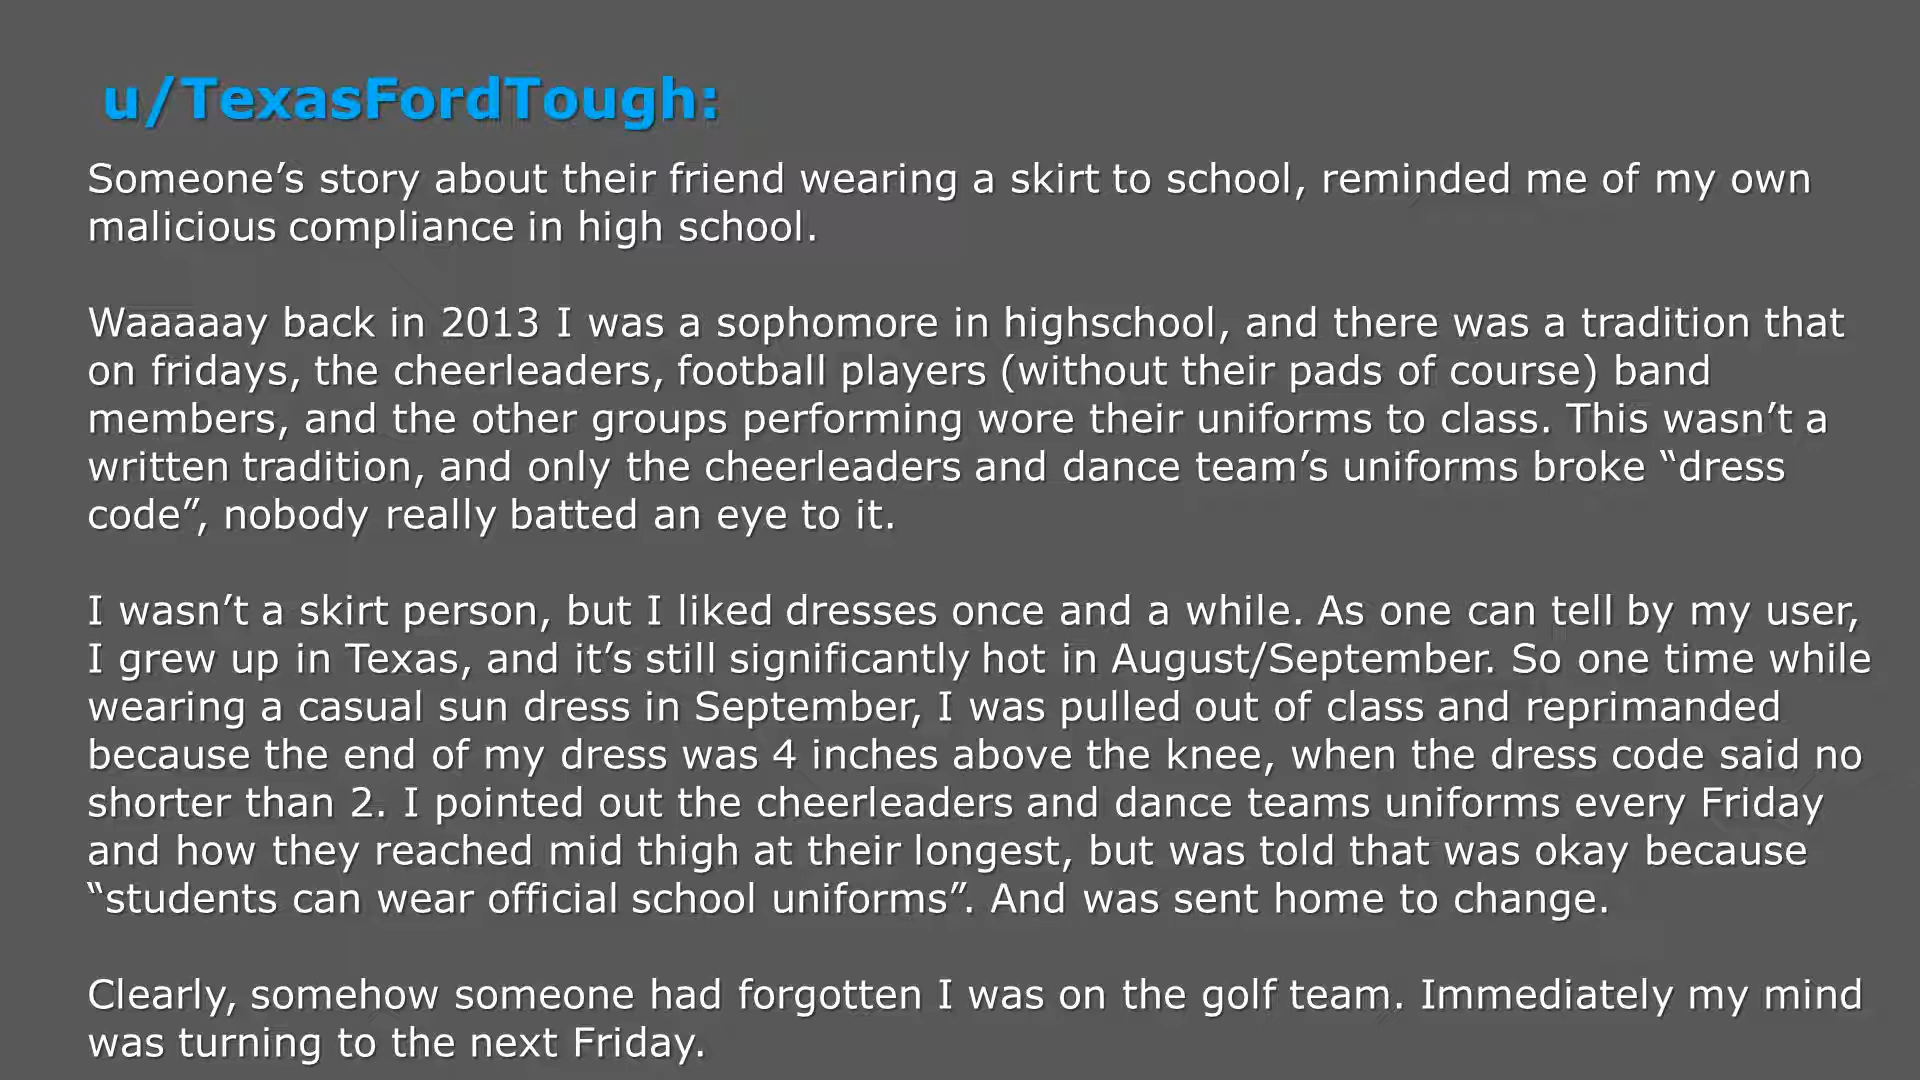 u/TexasFordTough:
Someone’s story about their friend wearing a skirt to school, reminded me of my own
malicious compliance in high school.
Waaaaay back in 2013 I was a sophomore in highschool, and there was a tradition that
on fridays, the cheerleaders, football players (without their pads of course) band
members, and the other groups performing wore their uniforms to class. This wasn’t a
written tradition, and only the cheerleaders and dance team’s uniforms broke “dress
code”, nobody really batted an eye to it.
I wasn’t a skirt person, but I liked dresses once and a while. As one can tell by my user,
I grew up in Texas, and it’s still significantly hot in August/September. So one time while
wearing a casual sun dress in September, I was pulled out of class and reprimanded
because the end of my dress was 4 inches above the knee, when the dress code said no
shorter than 2. I pointed out the cheerleaders and dance teams uniforms every Friday
and how they reached mid thigh at their longest, but was told that was okay because
“students can wear official school uniforms”. And was sent home to change.
Clearly, somehow someone had forgotten I was on the golf team. Immediately my mind
was turning to the next Friday.